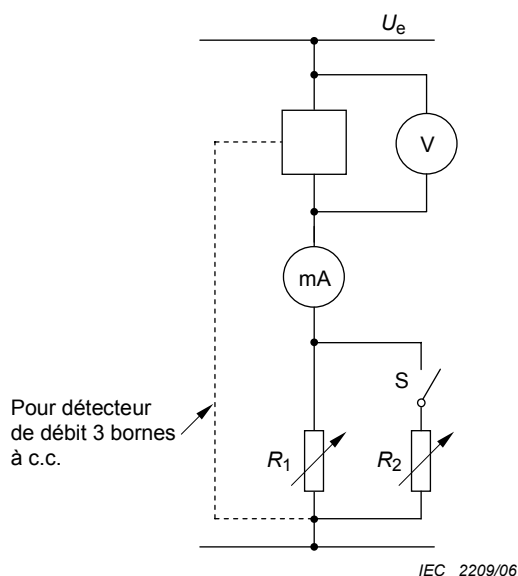 Ue
V
mA
S
Pour détecteur
de débit 3 bornes
à c.c.
R1
R2
IEC 2209/06